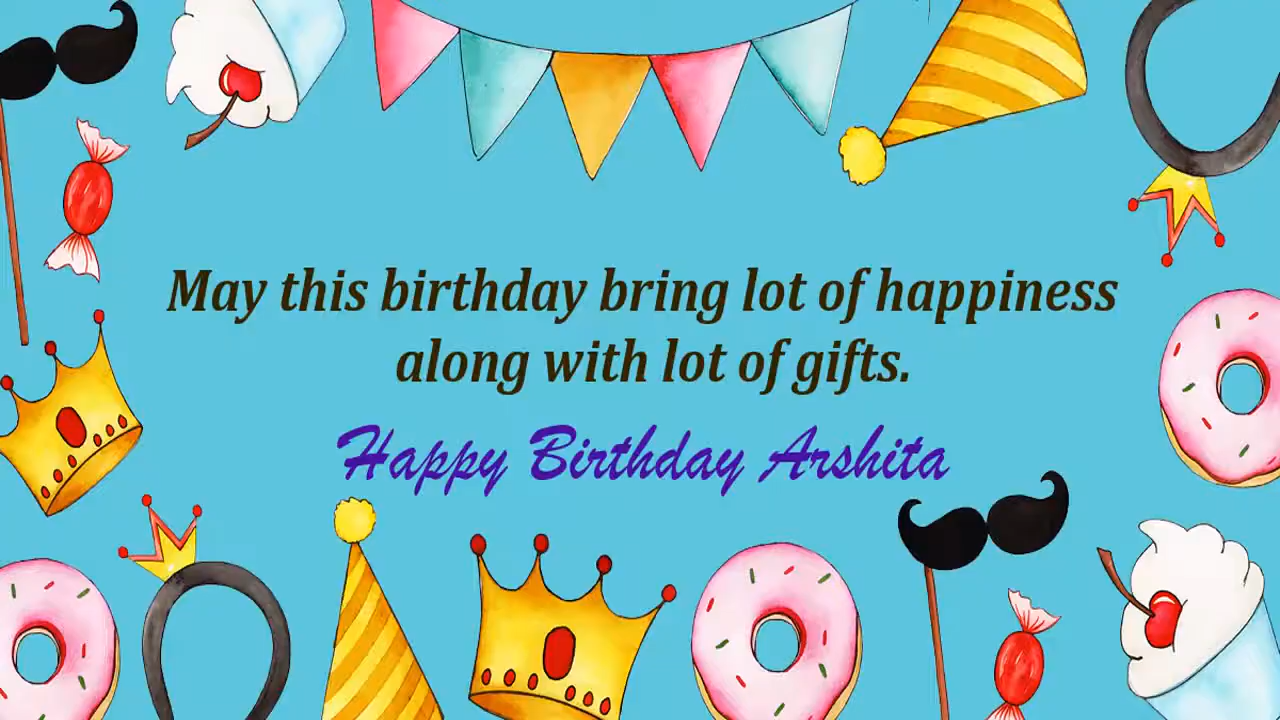 May this birthday bring lot of happiness
along with lot of gifts.
Happy Birthday Arshita